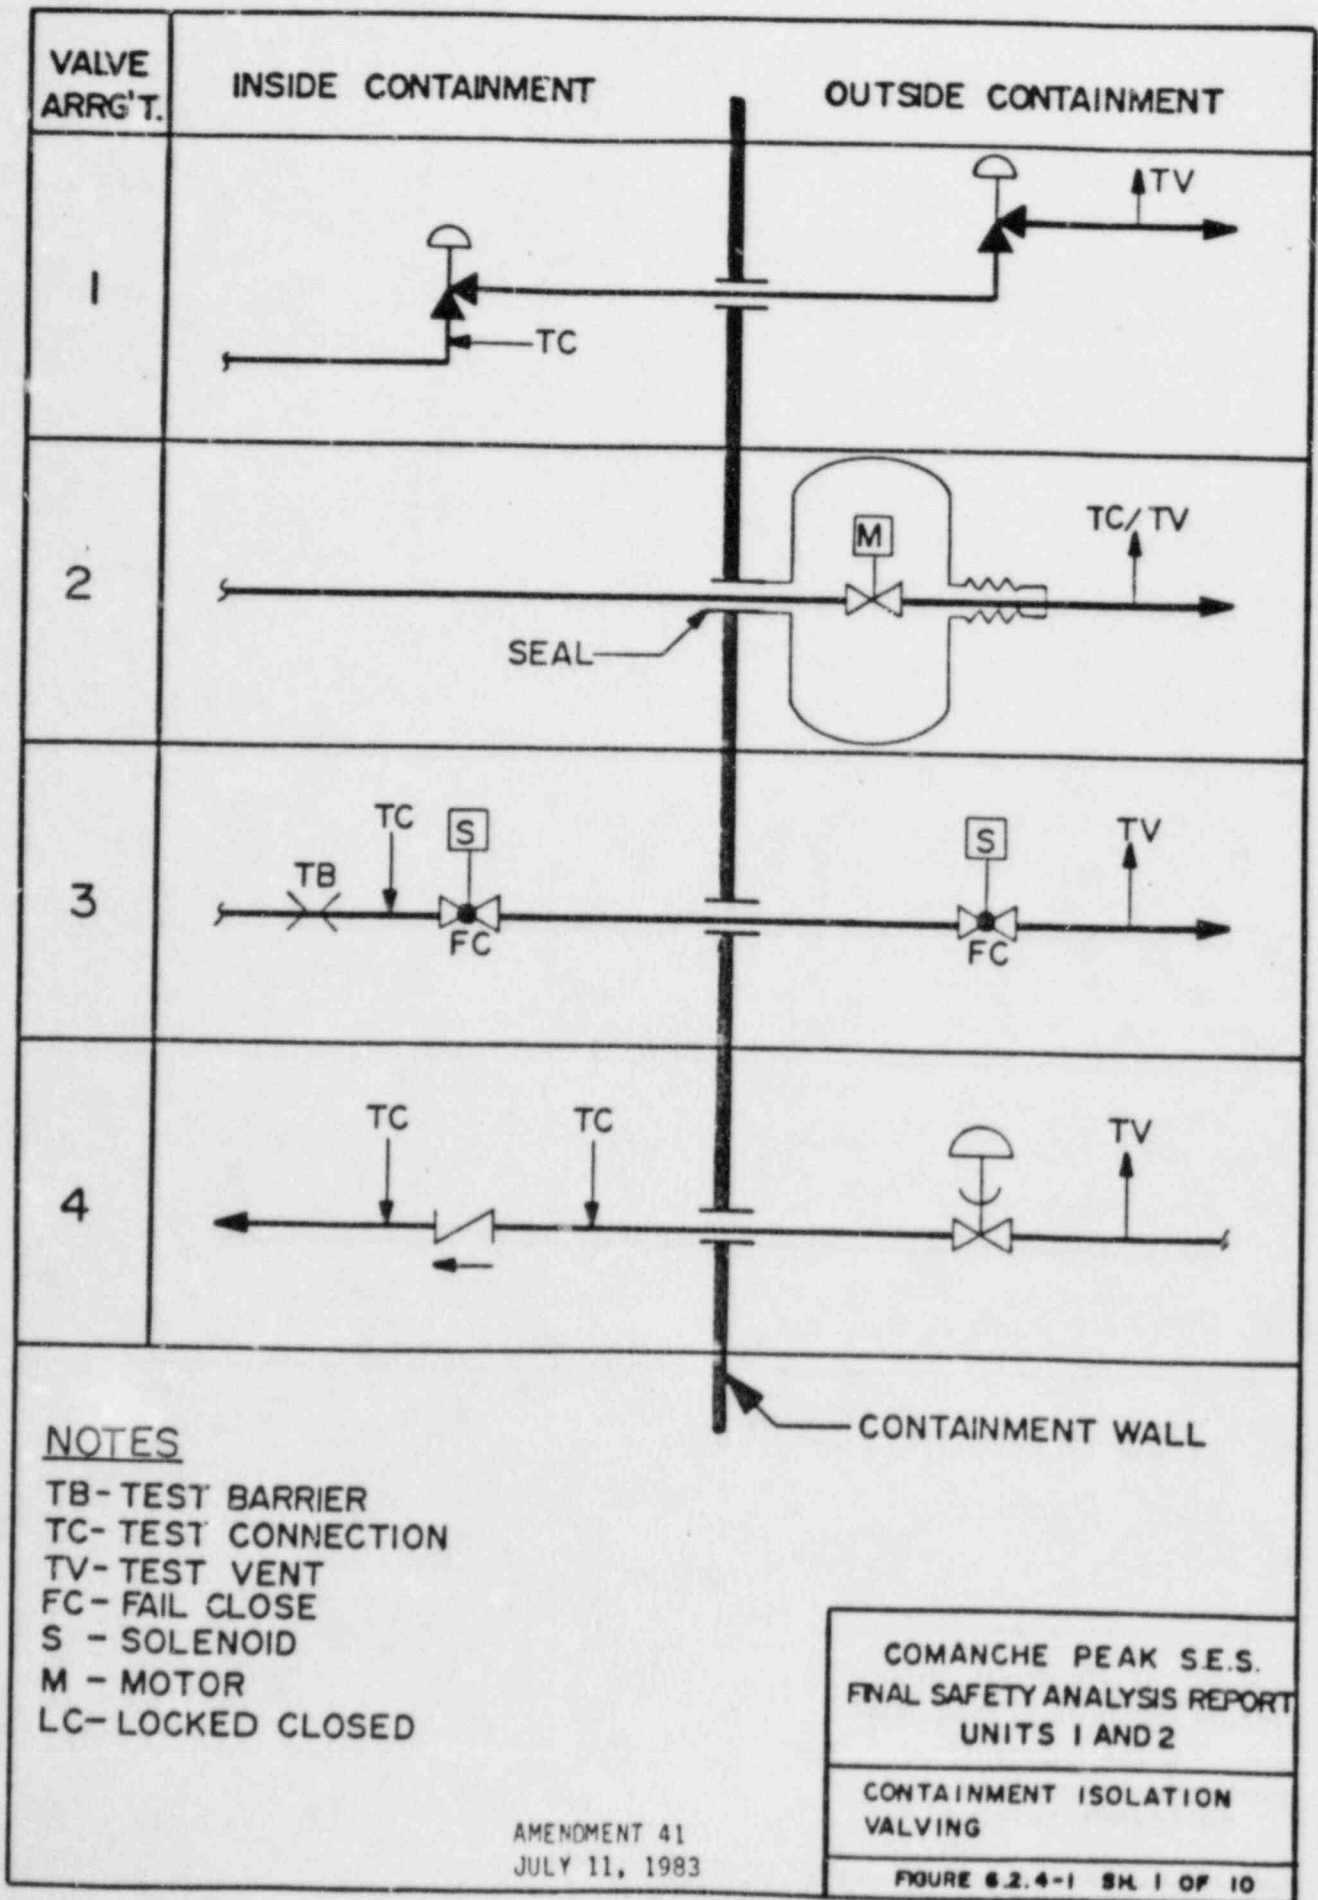 VALVE
ARRG'T.
INSIDE CONTAINMENT
OUTSIDE CONTAINMENT
1
TC
TV
2
SEAL
M
TC/TV
3
TB
TC
S
FC
S
FC
TV
4
TC
TC
TV
CONTAINMENT WALL
NOTES
TB- TEST BARRIER
TC- TEST CONNECTION
TV- TEST VENT
FC- FAIL CLOSE
S - SOLENOID
M - MOTOR
LC- LOCKED CLOSED
AMENDMENT 41
JULY 11, 1983
COMANCHE PEAK S.E.S.
FINAL SAFETY ANALYSIS REPORT
UNITS 1 AND 2
CONTAINMENT ISOLATION
VALVING
FIGURE 6.2.4-1 SH. 1 OF 10